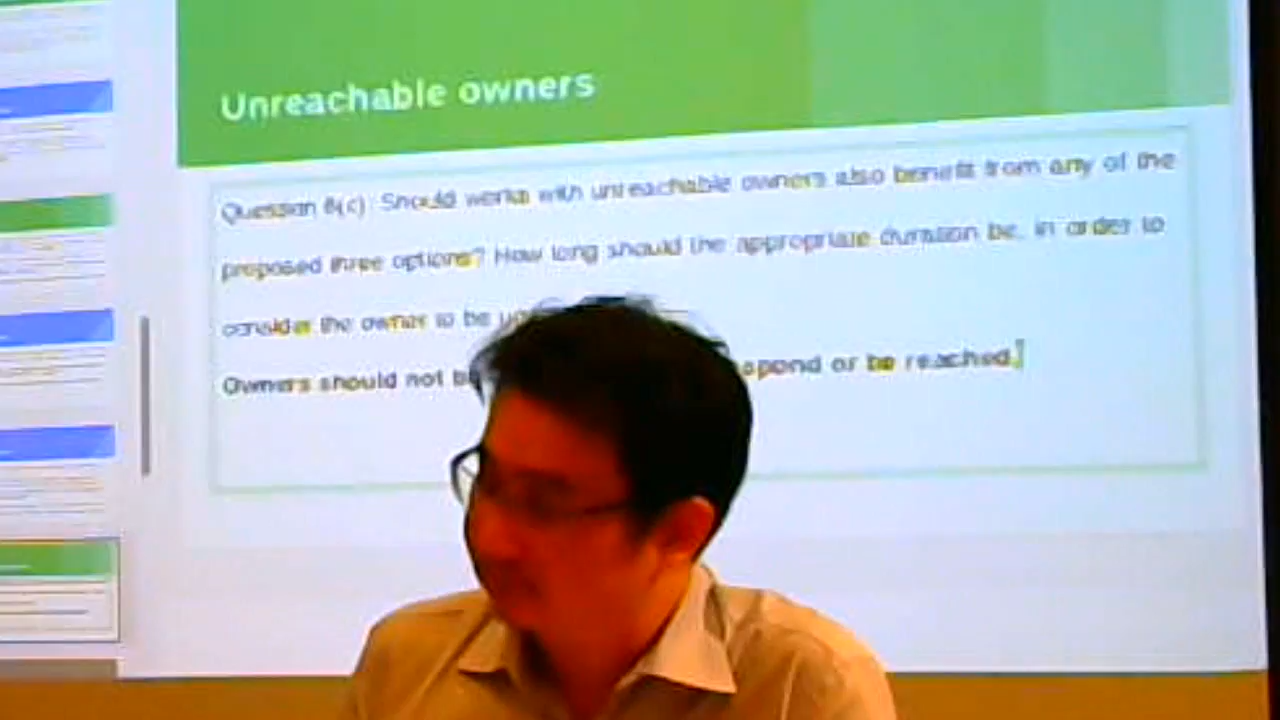 Unreachable owners
Question 6(c) Should works with unreachable owners also benefit from any of the
proposed three options? How long should the appropriate duration be, in order to
consider the owner to be
Owners should not be spond or be reached.